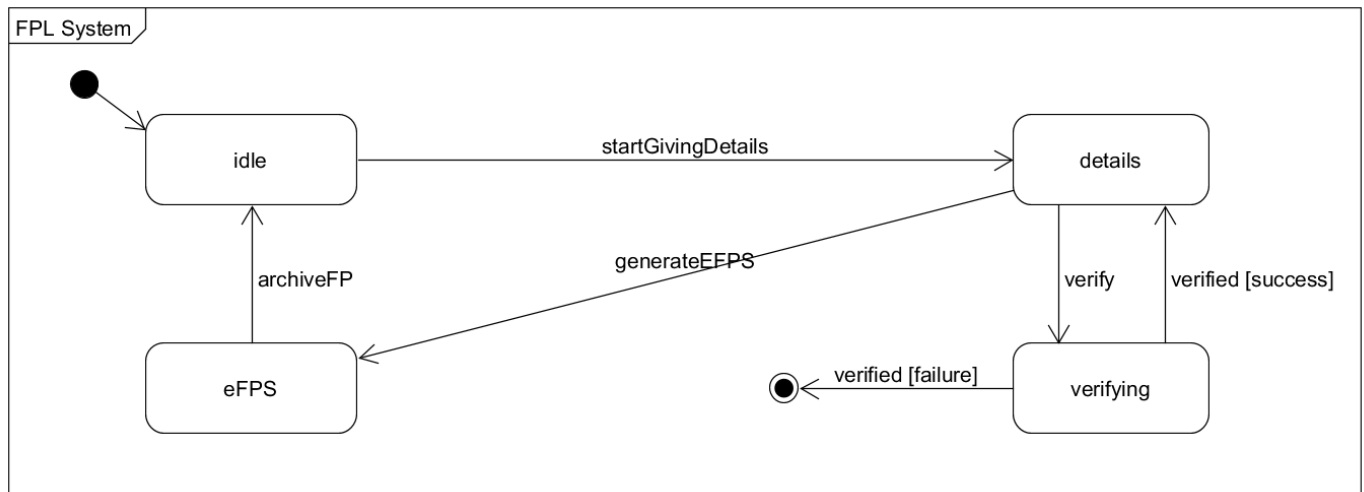 FPL System
idle
startGivingDetails
details
generateEFPS
archiveFP
verify
verified [success]
eFPS
verified [failure]
verifying